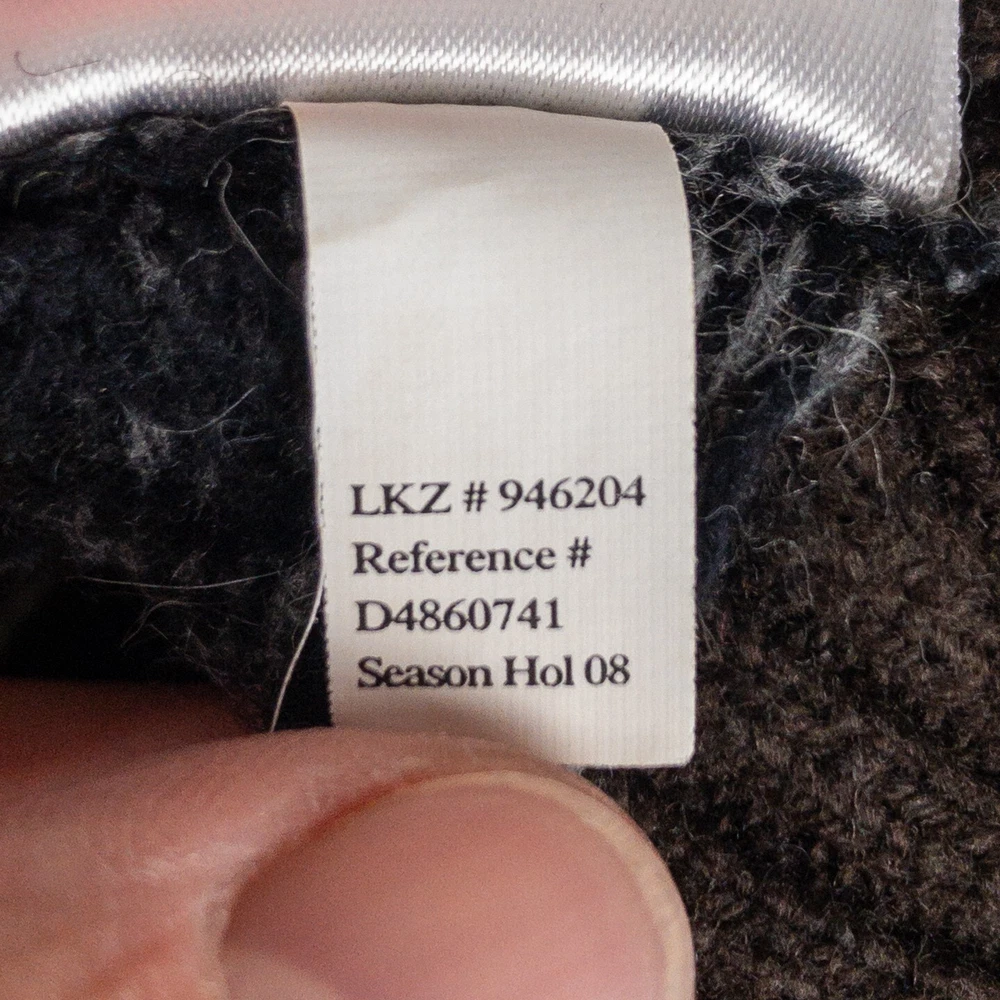 LKZ # 946204
Reference #
D4860741
Season Hol 08